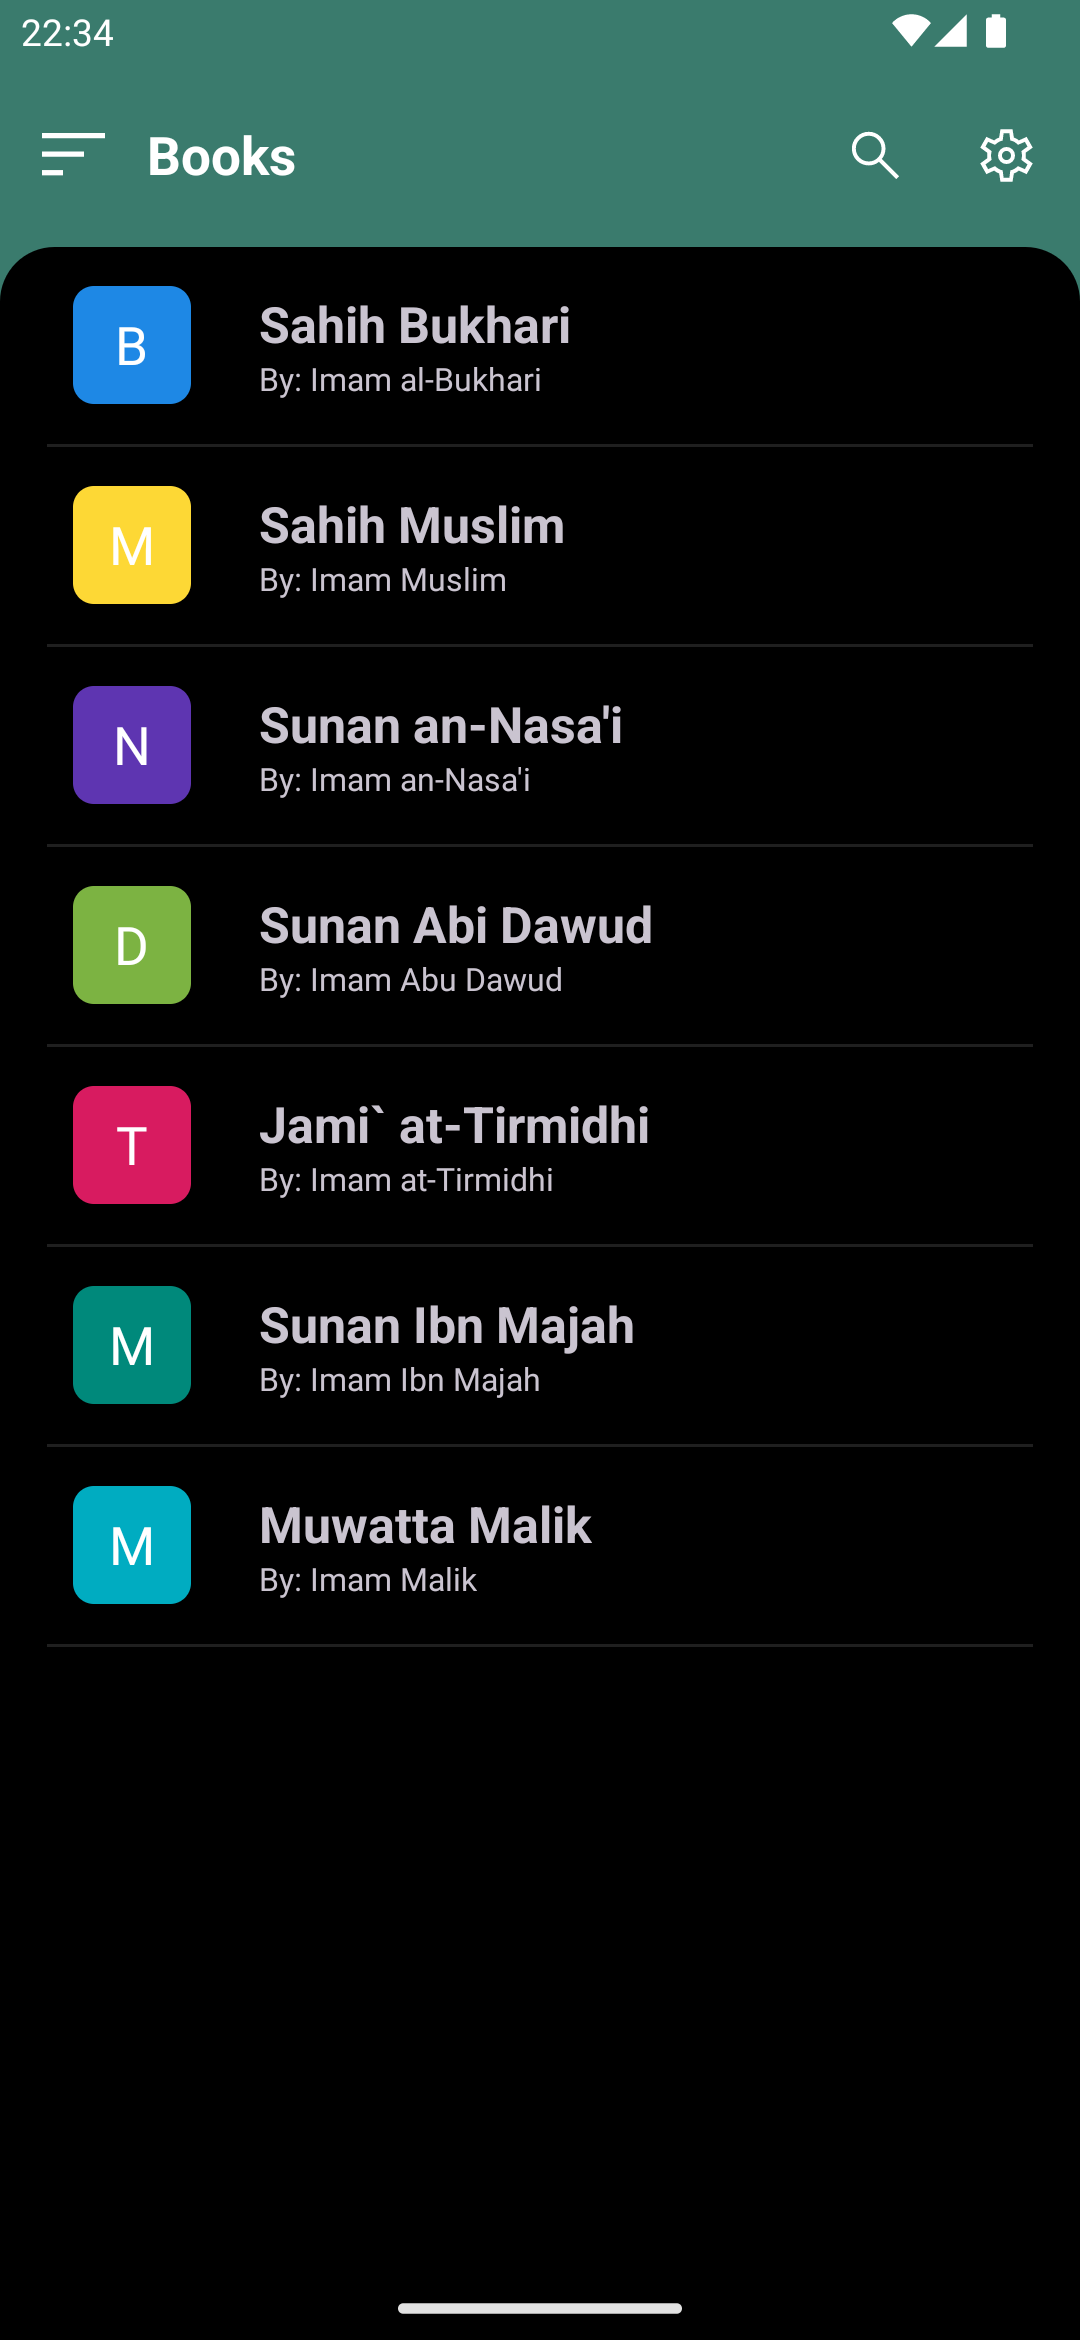 22:34
Books
B
Sahih Bukhari
By: Imam al-Bukhari
M
Sahih Muslim
By: Imam Muslim
N
Sunan an-Nasa'i
By: Imam an-Nasa'i
D
Sunan Abi Dawud
By: Imam Abu Dawud
T
Jami` at-Tirmidhi
By: Imam at-Tirmidhi
M
Sunan Ibn Majah
By: Imam Ibn Majah
M
Muwatta Malik
By: Imam Malik